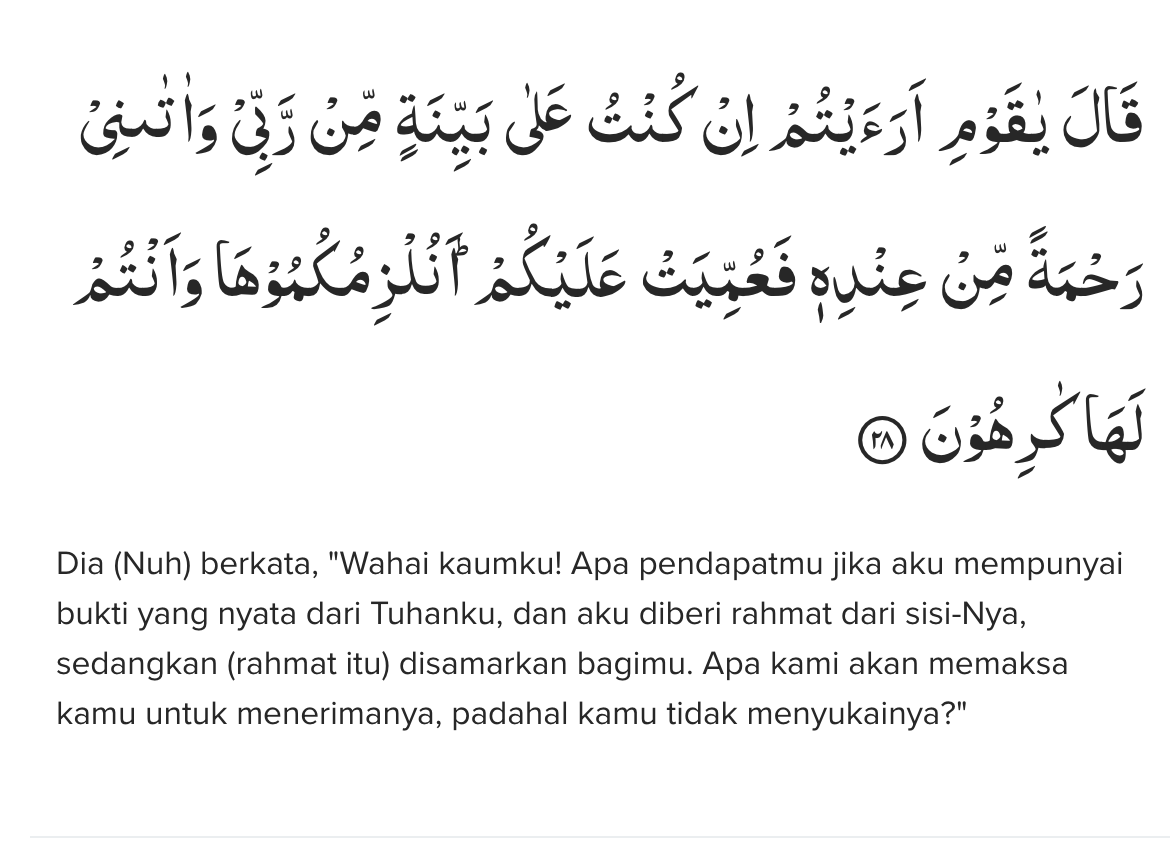 قَالَ يٰقَوْمِ اَرَءَيْتُمْ اِنْ كُنْتُ عَلٰى بَيِّنَةٍ مِّنْ رَّبِّيْ وَاٰتٰىنِيْ
رَحْمَةً مِّنْ عِنْدِهٖ فَعُمِّيَتْ عَلَيْكُمْ ۗ اَنُلْزِمُكُمُوْهَا وَاَنْتُمْ
لَهَا كٰرِهُوْنَ ٢٨
Dia (Nuh) berkata, "Wahai kaumku! Apa pendapatmu jika aku mempunyai
bukti yang nyata dari Tuhanku, dan aku diberi rahmat dari sisi-Nya,
sedangkan (rahmat itu) disamarkan bagimu. Apa kami akan memaksa
kamu untuk menerimanya, padahal kamu tidak menyukainya?"